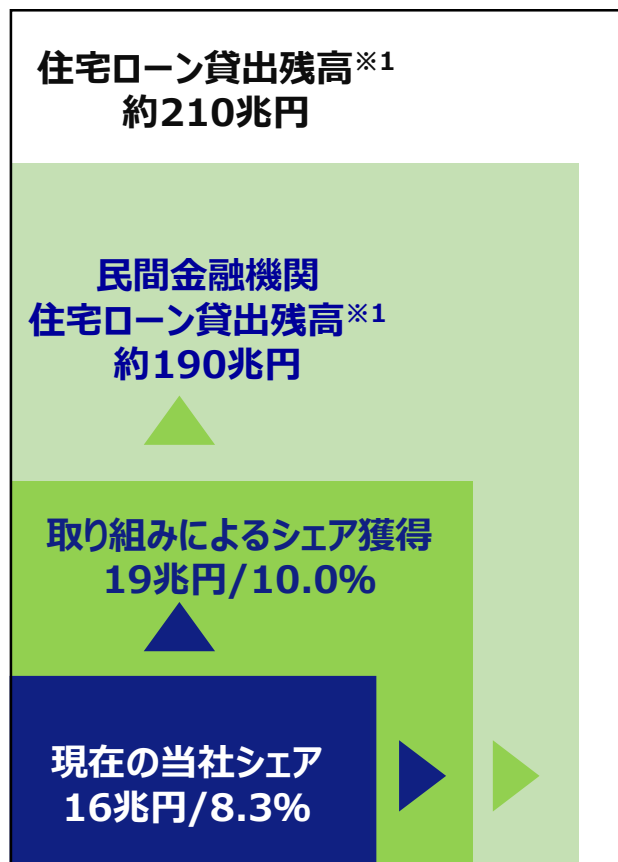 住宅ローン貸出残高※1
約210兆円
民間金融機関
住宅ローン貸出残高※1
約190兆円
取り組みによるシェア獲得
19兆円/10.0%
現在の当社シェア
16兆円/8.3%